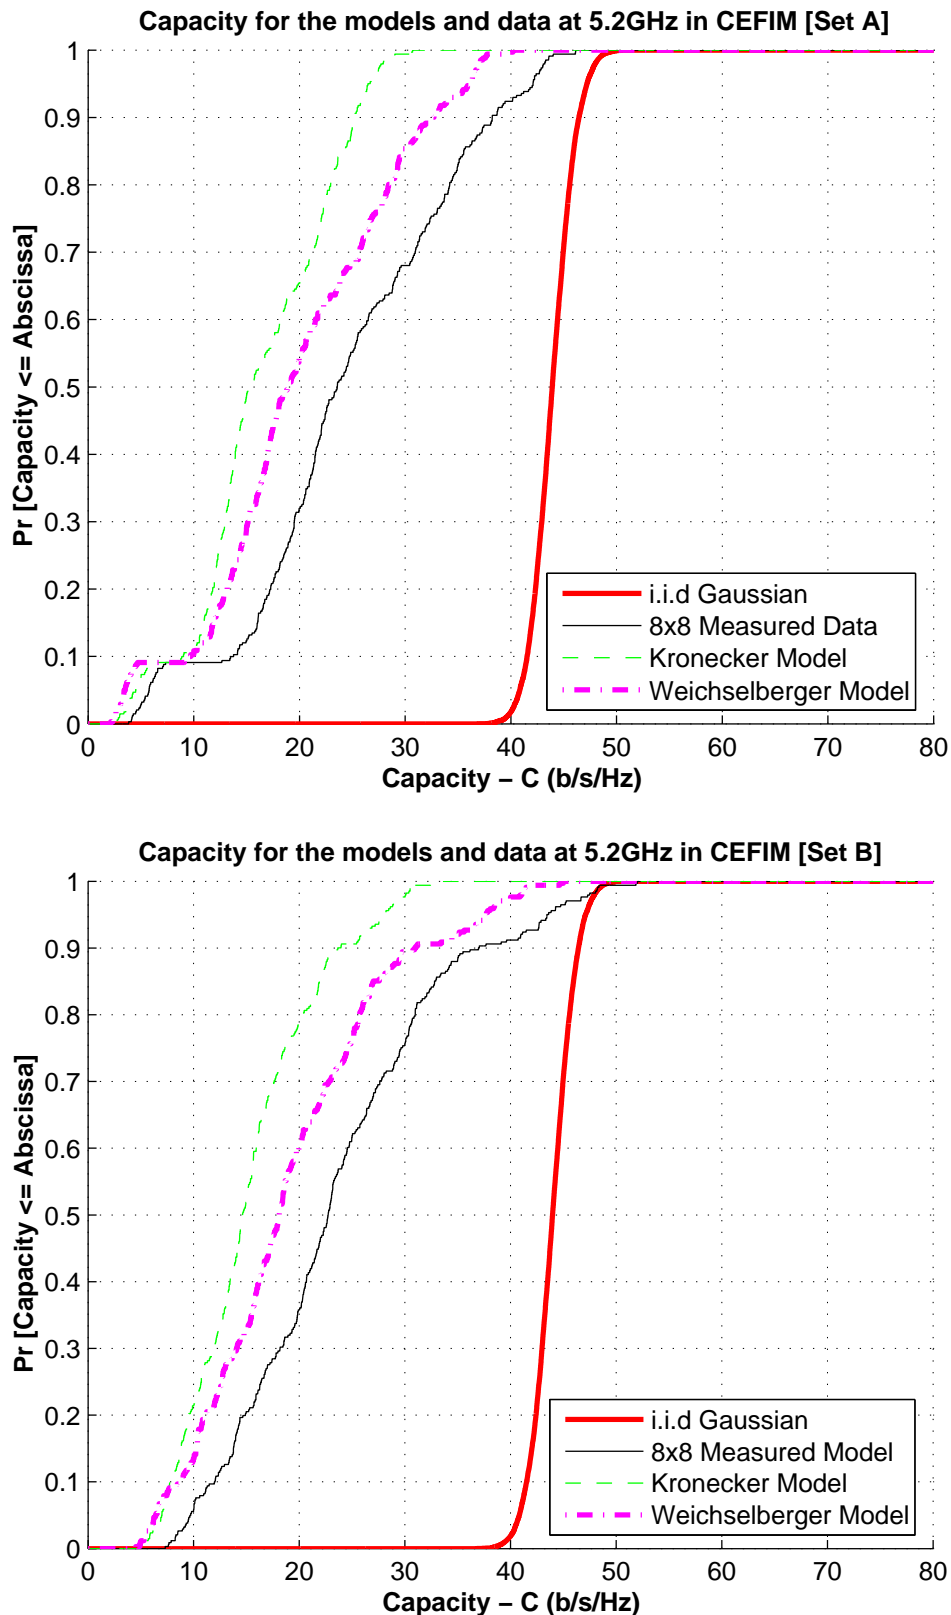 Capacity for the models and data at 5.2GHz in CEFIM [Set A]
1
0.9
0.8
0.7
0.6
0.5
0.4
0.3
0.2
0.1
0
Pr [Capacity <= Abscissa]
i.i.d Gaussian
8x8 Measured Data
Kronecker Model
Weichselberger Model
0 10 20 30 40 50 60 70 80
Capacity – C (b/s/Hz)
Capacity for the models and data at 5.2GHz in CEFIM [Set B]
1
0.9
0.8
0.7
0.6
0.5
0.4
0.3
0.2
0.1
0
Pr [Capacity <= Abscissa]
i.i.d Gaussian
8x8 Measured Model
Kronecker Model
Weichselberger Model
0 10 20 30 40 50 60 70 80
Capacity – C (b/s/Hz)